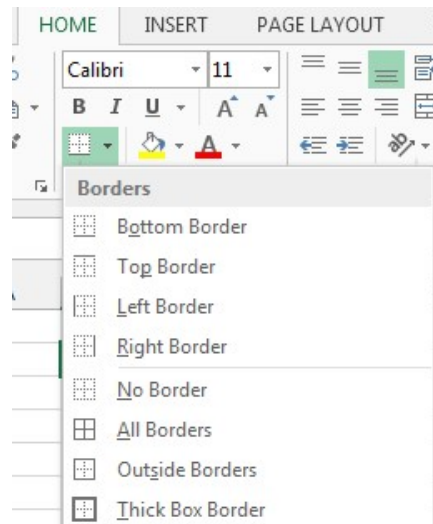 HOME INSERT PAGE LAYOUT
Calibri 11 A A
B I U A
Borders
Bottom Border
Top Border
Left Border
Right Border
No Border
All Borders
Outside Borders
Thick Box Border